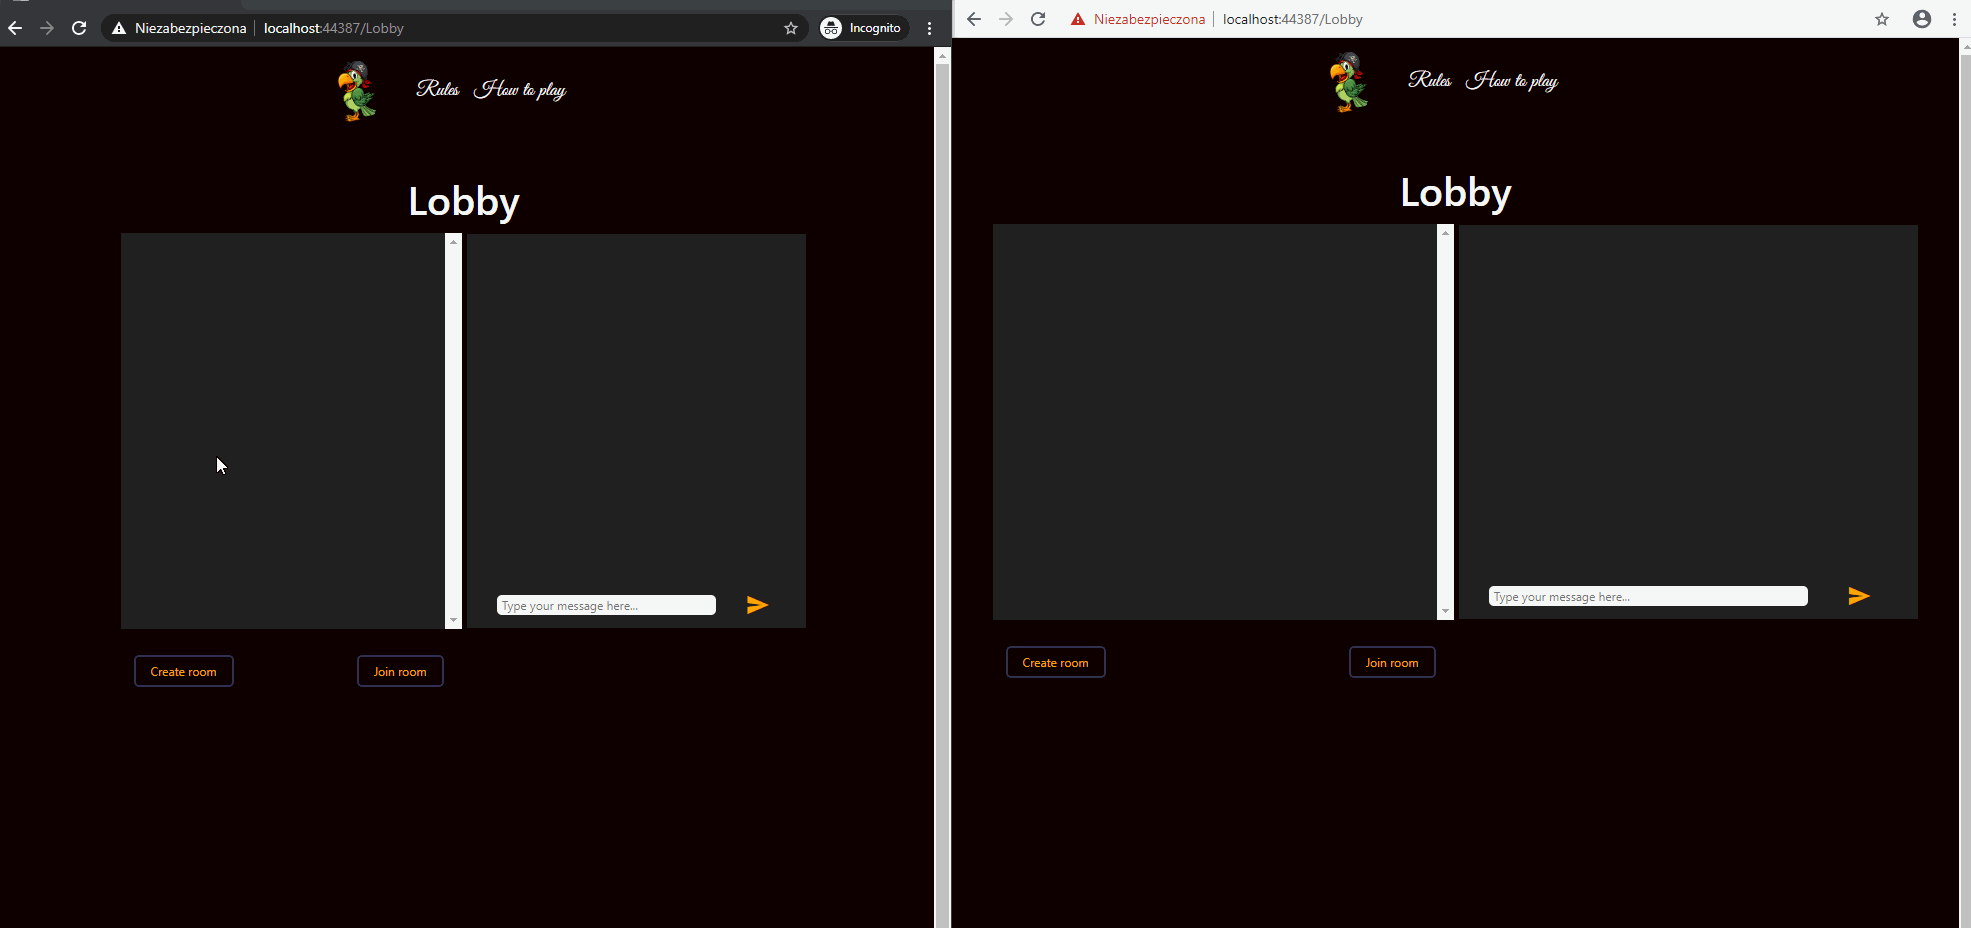 Niezabezpieczona localhost:44387/Lobby Incognito
Rules How to play
Lobby
Type your message here...
Create room Join room
Niezabezpieczona localhost:44387/Lobby
Rules How to play
Lobby
Type your message here...
Create room Join room